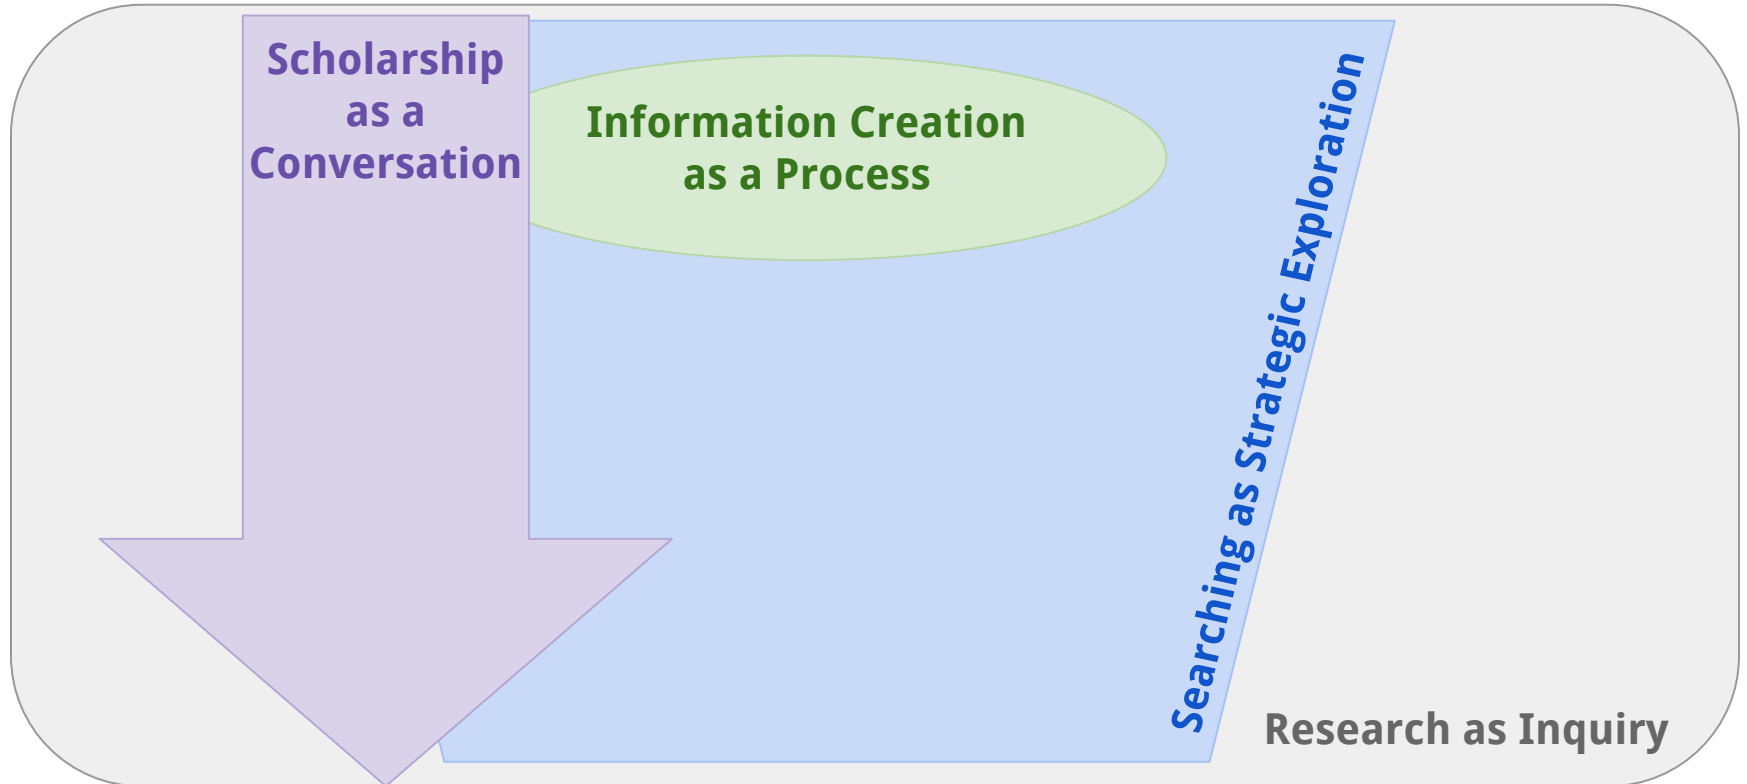 Scholarship
as a
Conversation
Information Creation
as a Process
Searching as Strategic Exploration
Research as Inquiry